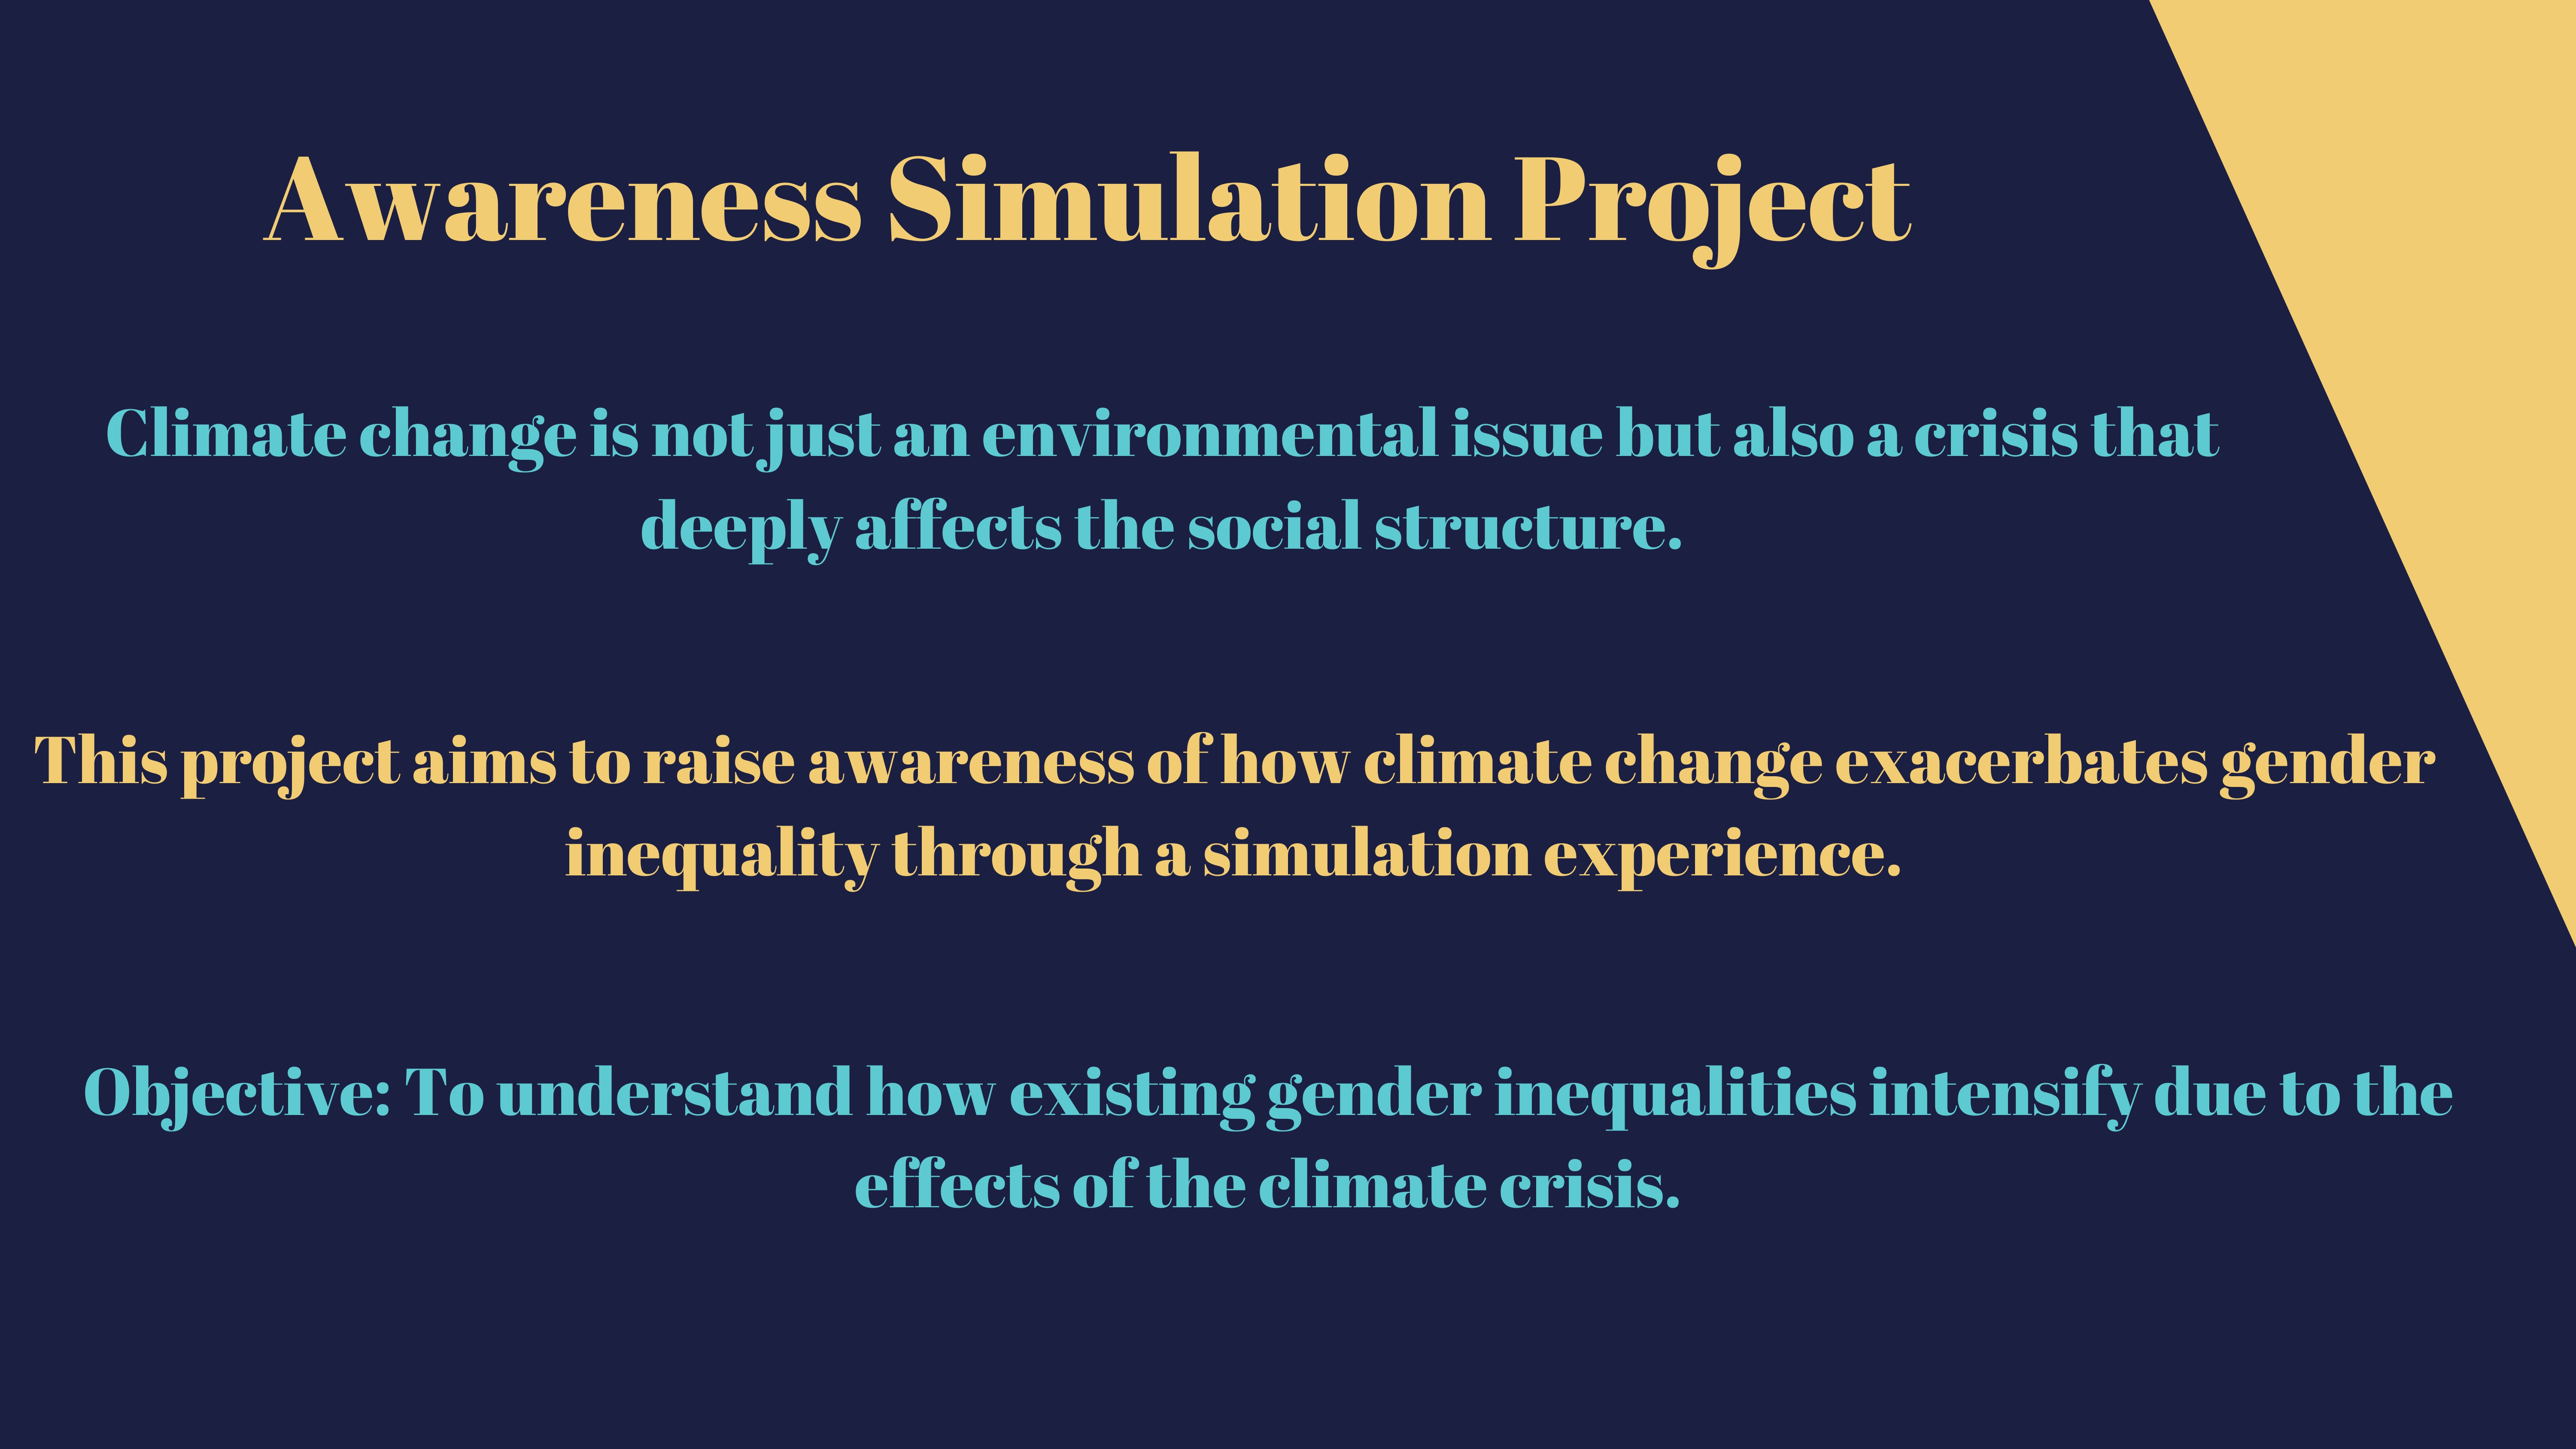 Awareness Simulation Project
Climate change is not just an environmental issue but also a crisis that
deeply affects the social structure.
This project aims to raise awareness of how climate change exacerbates gender
inequality through a simulation experience.
Objective: To understand how existing gender inequalities intensify due to the
effects of the climate crisis.